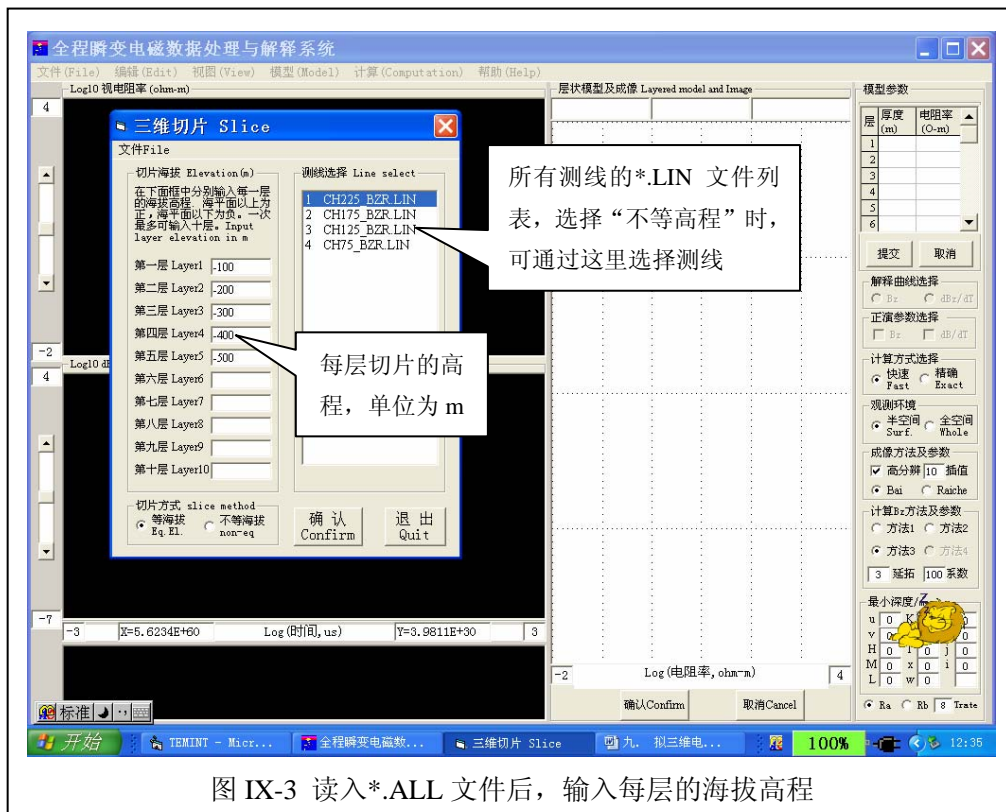 全程瞬变电磁数据处理与解释系统
文件(File) 编辑(Edit) 视图(View) 模型(Model) 计算(Computation) 帮助(Help)
Log10 视电阻率 (ohm-m)
4
-2
三维切片 Slice
文件File
切片海拔 Elevation(m)
在下面框中分别输入每一层
的海拔高程. 海平面以上为
正，海平面以下为负。一次
最多可输入十层。Input
layer elevation in m
第一层 Layer1 -100
第二层 Layer2 -200
第三层 Layer3 -300
第四层 Layer4 -400
第五层 Layer5 -500
第六层 Layer6
第七层 Layer7
第八层 Layer8
第九层 Layer9
第十层 Layer10
测线选择 Line select
1 CH225_BZR.LIN
2 CH175_BZR.LIN
3 CH125_BZR.LIN
4 CH75_BZR.LIN
切片方式 slice method
等海拔 Eq.El.
不等海拔 non-eq
确 认 Confirm
退 出 Quit
所有测线的*.LIN 文件列
表，选择“不等高程”时，
可通过这里选择测线
每层切片的高
程，单位为 m
4
-7
-3 X=5.6234E+60 Log(时间,us) Y=3.9811E+30 3
层状模型及成像 Layered model and Image
-2 Log(电阻率,ohm-m) 4
确认Confirm 取消Cancel
模型参数
层 厚度(m) 电阻率(O-m)
1
2
3
4
5
6
提交 取消
解释曲线选择
Bz dBz/dT
正演参数选择
Bz dB/dT
计算方式选择
快速 Fast 精确 Exact
观测环境
半空间 Surf. 全空间 Whole
成像方法及参数
高分辨 10 插值
Bai Raiche
计算Bz方法及参数
方法1 方法2
方法3 方法4
3 延拓 100 系数
最小深度/
u 0 K
v 0 0
H 0 0 j 0
M 0 x 0 i 0
L 0 w 0
Ra Rb 8 Trate
标准
开始 TEMINT - Micr... 全程瞬变电磁数... 三维切片 Slice 九. 拟三维电... 100% 12:35
图 IX-3 读入*.ALL 文件后，输入每层的海拔高程